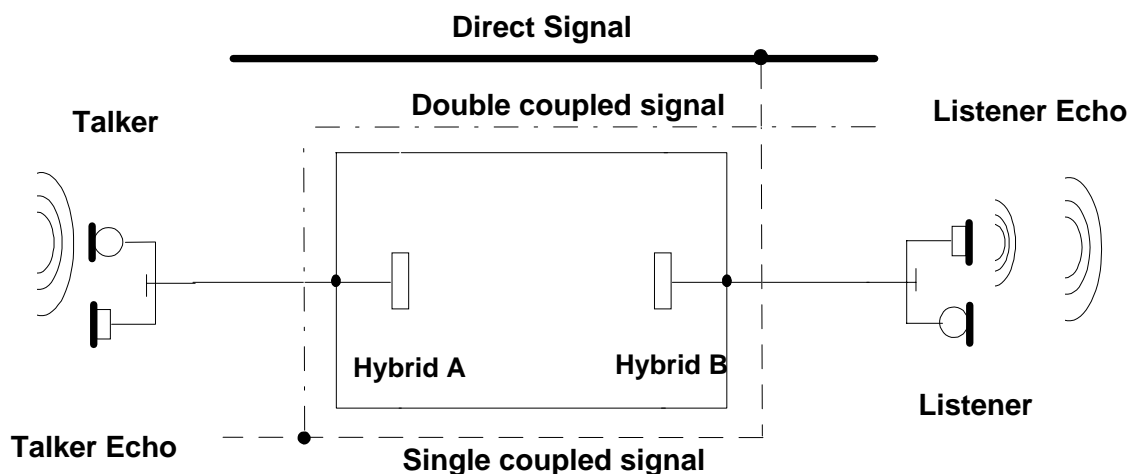 Direct Signal
Double coupled signal
Talker
Listener Echo
Hybrid A
Hybrid B
Listener
Talker Echo
Single coupled signal